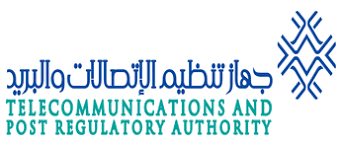 جهاز تنظيم الإتصالات والبريد
TELECOMMUNICATIONS AND
POST REGULATORY AUTHORITY